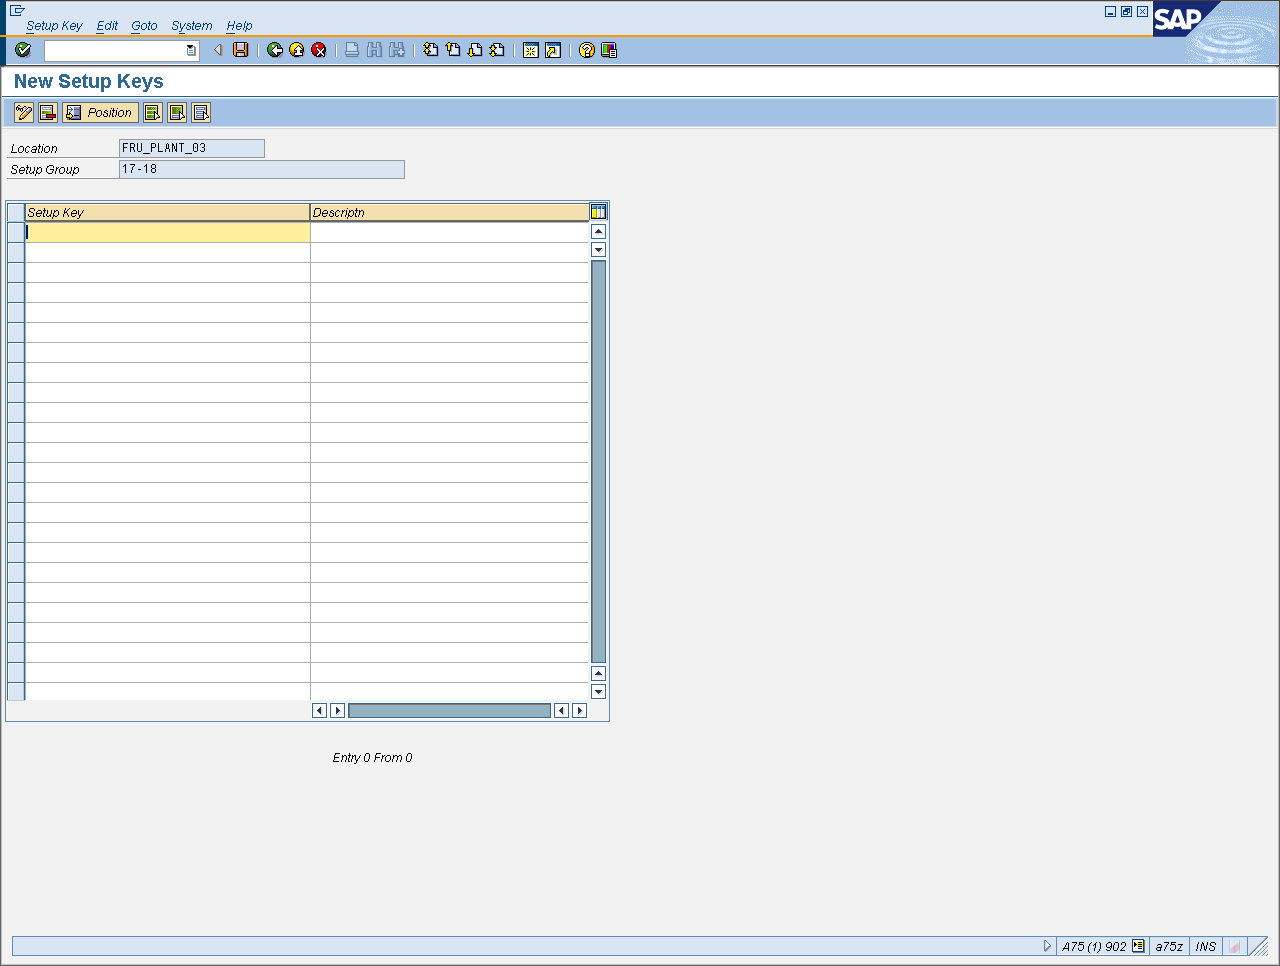 Setup Key Edit Goto System Help
SAP
New Setup Keys
Position
Location FRU_PLANT_03
Setup Group 17-18
Setup Key Descriptn
Entry 0 From 0
A75 (1) 902 a75z INS